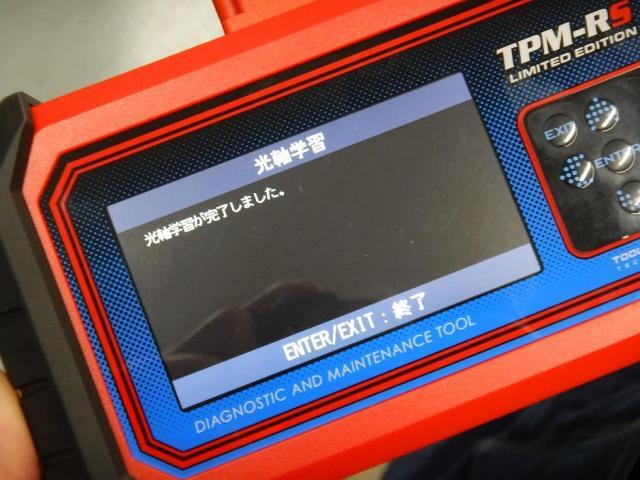 TPM-RS
LIMITED EDITION
光軸学習
光軸学習が完了しました。
ENTER/EXIT：終了
DIAGNOSTIC AND MAINTENANCE TOOL
EXIT
ENTER